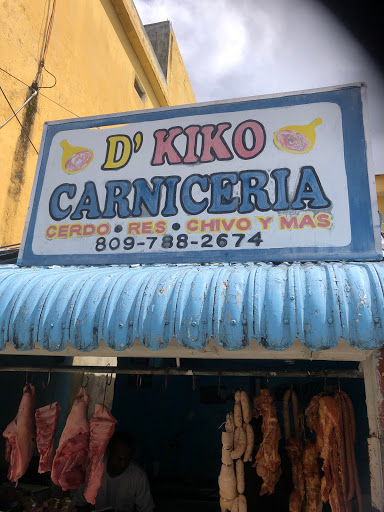 D' KIKO
CARNICERIA
CERDO • RES • CHIVO Y MAS
809-788-2674